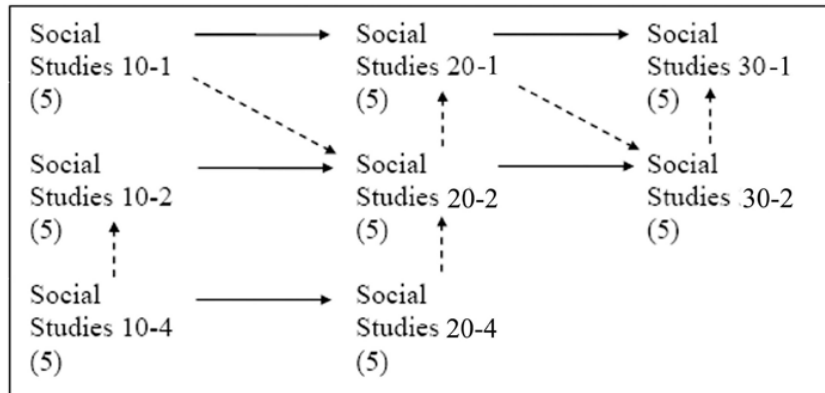 Social
Studies 10-1
(5)
Social
Studies 20-1
(5)
Social
Studies 30-1
(5)
Social
Studies 10-2
(5)
Social
Studies 20-2
(5)
Social
Studies 30-2
(5)
Social
Studies 10-4
(5)
Social
Studies 20-4
(5)